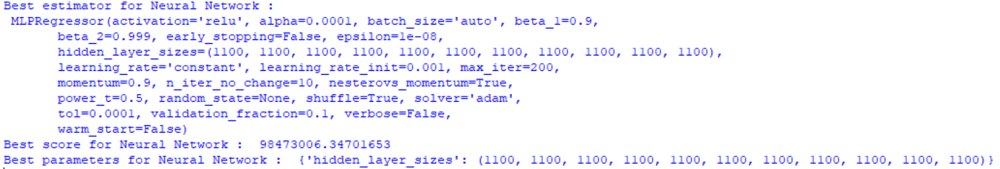 Best estimator for Neural Network :
MLPRegressor(activation='relu', alpha=0.0001, batch_size='auto', beta_1=0.9,
beta_2=0.999, early_stopping=False, epsilon=1e-08,
hidden_layer_sizes=(1100, 1100, 1100, 1100, 1100, 1100, 1100, 1100, 1100, 1100, 1100),
learning_rate='constant', learning_rate_init=0.001, max_iter=200,
momentum=0.9, n_iter_no_change=10, nesterovs_momentum=True,
power_t=0.5, random_state=None, shuffle=True, solver='adam',
tol=0.0001, validation_fraction=0.1, verbose=False,
warm_start=False)
Best score for Neural Network :  98473006.34701653
Best parameters for Neural Network :  {'hidden_layer_sizes': (1100, 1100, 1100, 1100, 1100, 1100, 1100, 1100, 1100, 1100, 1100)}